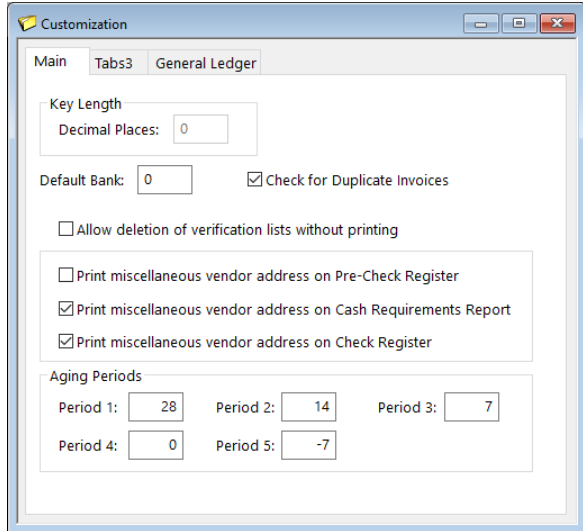 Customization
Main Tabs3 General Ledger
Key Length
Decimal Places: 0
Default Bank: 0 Check for Duplicate Invoices
Allow deletion of verification lists without printing
Print miscellaneous vendor address on Pre-Check Register
Print miscellaneous vendor address on Cash Requirements Report
Print miscellaneous vendor address on Check Register
Aging Periods
Period 1: 28 Period 2: 14 Period 3: 7
Period 4: 0 Period 5: -7